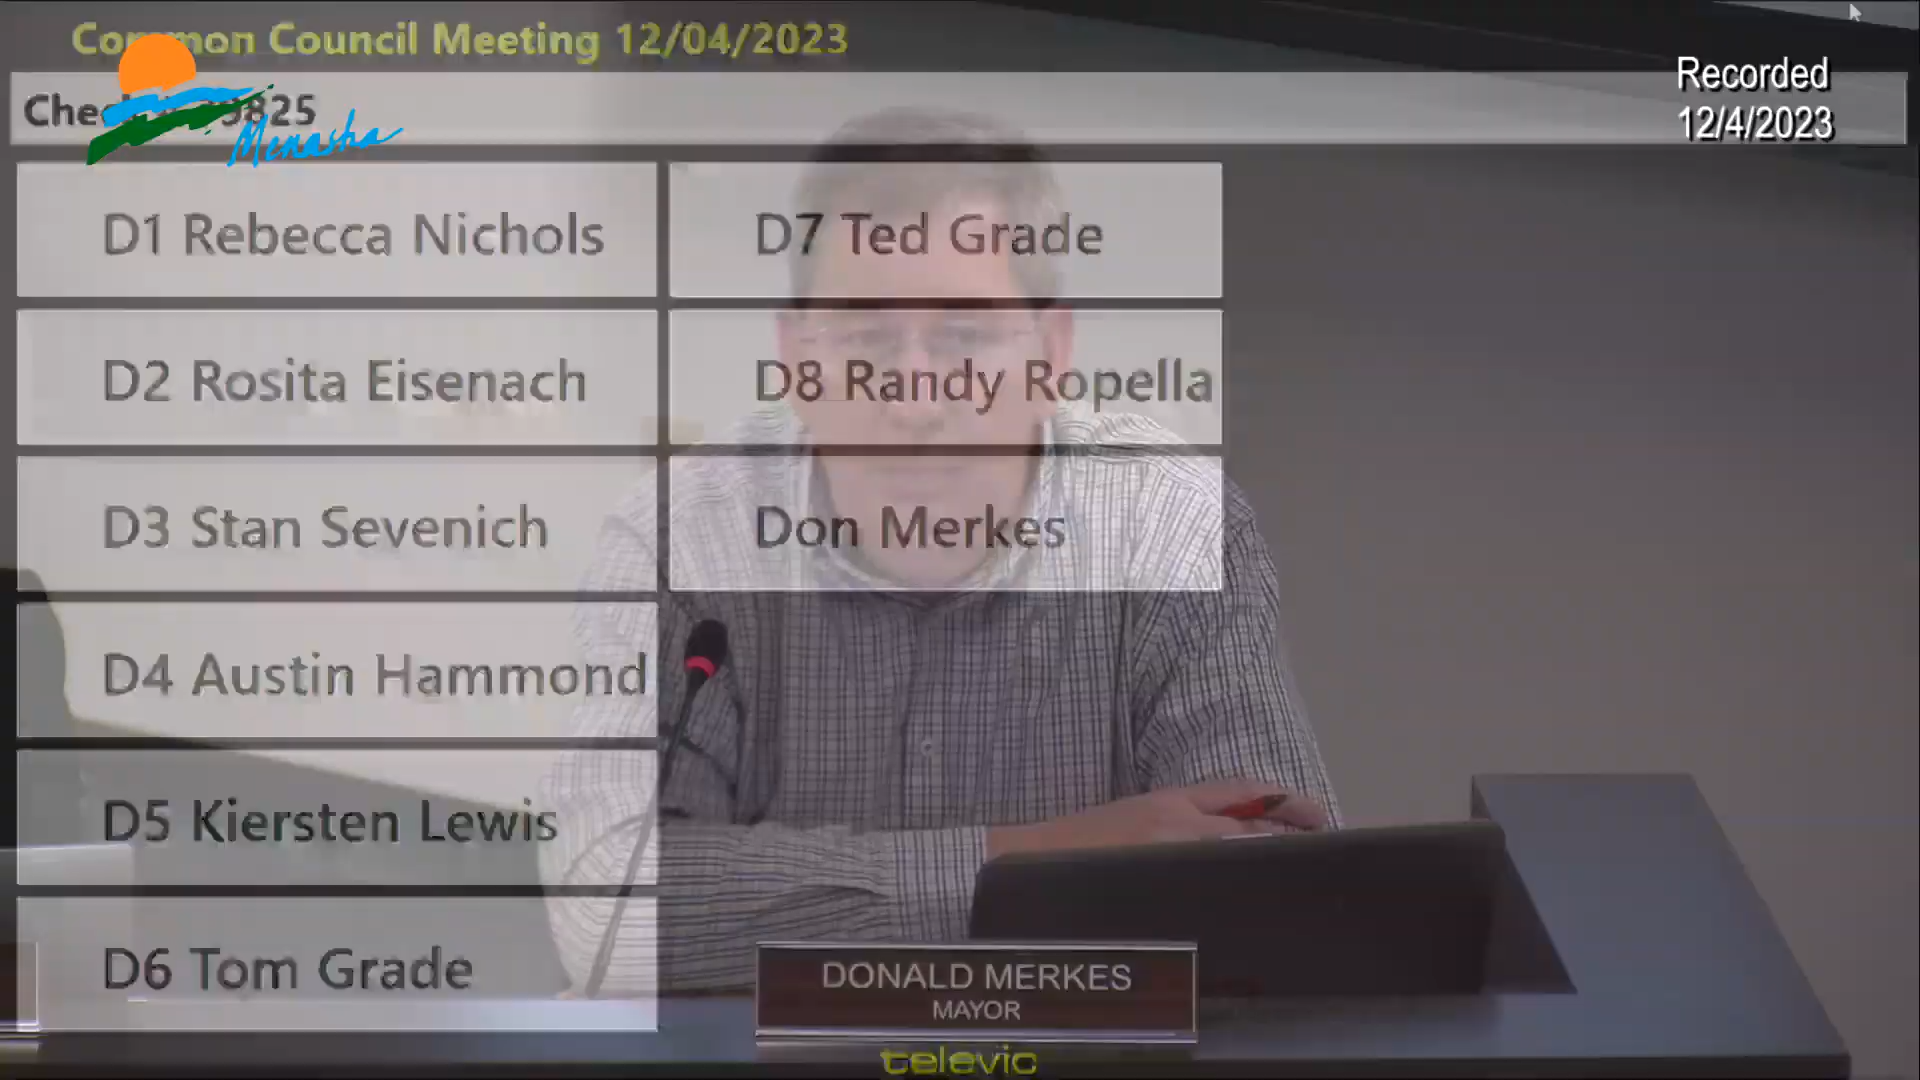 Common Council Meeting 12/04/2023
Menasha
Recorded
12/4/2023
D1 Rebecca Nichols
D2 Rosita Eisenach
D3 Stan Sevenich
D4 Austin Hammond
D5 Kiersten Lewis
D6 Tom Grade
D7 Ted Grade
D8 Randy Ropella
Don Merkes
DONALD MERKES
MAYOR
televic